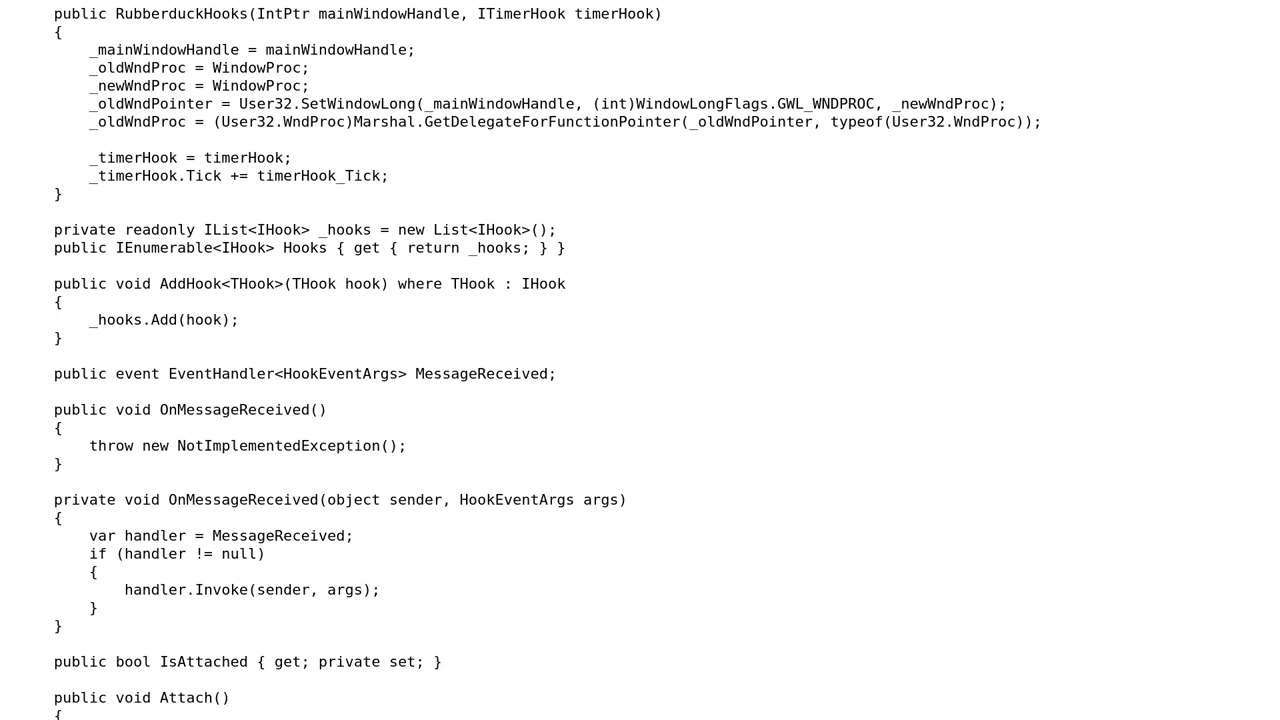 public RubberduckHooks(IntPtr mainWindowHandle, ITimerHook timerHook)
{
    _mainWindowHandle = mainWindowHandle;
    _oldWndProc = WindowProc;
    _newWndProc = WindowProc;
    _oldWndPointer = User32.SetWindowLong(_mainWindowHandle, (int)WindowLongFlags.GWL_WNDPROC, _newWndProc);
    _oldWndProc = (User32.WndProc)Marshal.GetDelegateForFunctionPointer(_oldWndPointer, typeof(User32.WndProc));

    _timerHook = timerHook;
    _timerHook.Tick += timerHook_Tick;
}

private readonly IList<IHook> _hooks = new List<IHook>();
public IEnumerable<IHook> Hooks { get { return _hooks; } }

public void AddHook<THook>(THook hook) where THook : IHook
{
    _hooks.Add(hook);
}

public event EventHandler<HookEventArgs> MessageReceived;

public void OnMessageReceived()
{
    throw new NotImplementedException();
}

private void OnMessageReceived(object sender, HookEventArgs args)
{
    var handler = MessageReceived;
    if (handler != null)
    {
        handler.Invoke(sender, args);
    }
}

public bool IsAttached { get; private set; }

public void Attach()
{